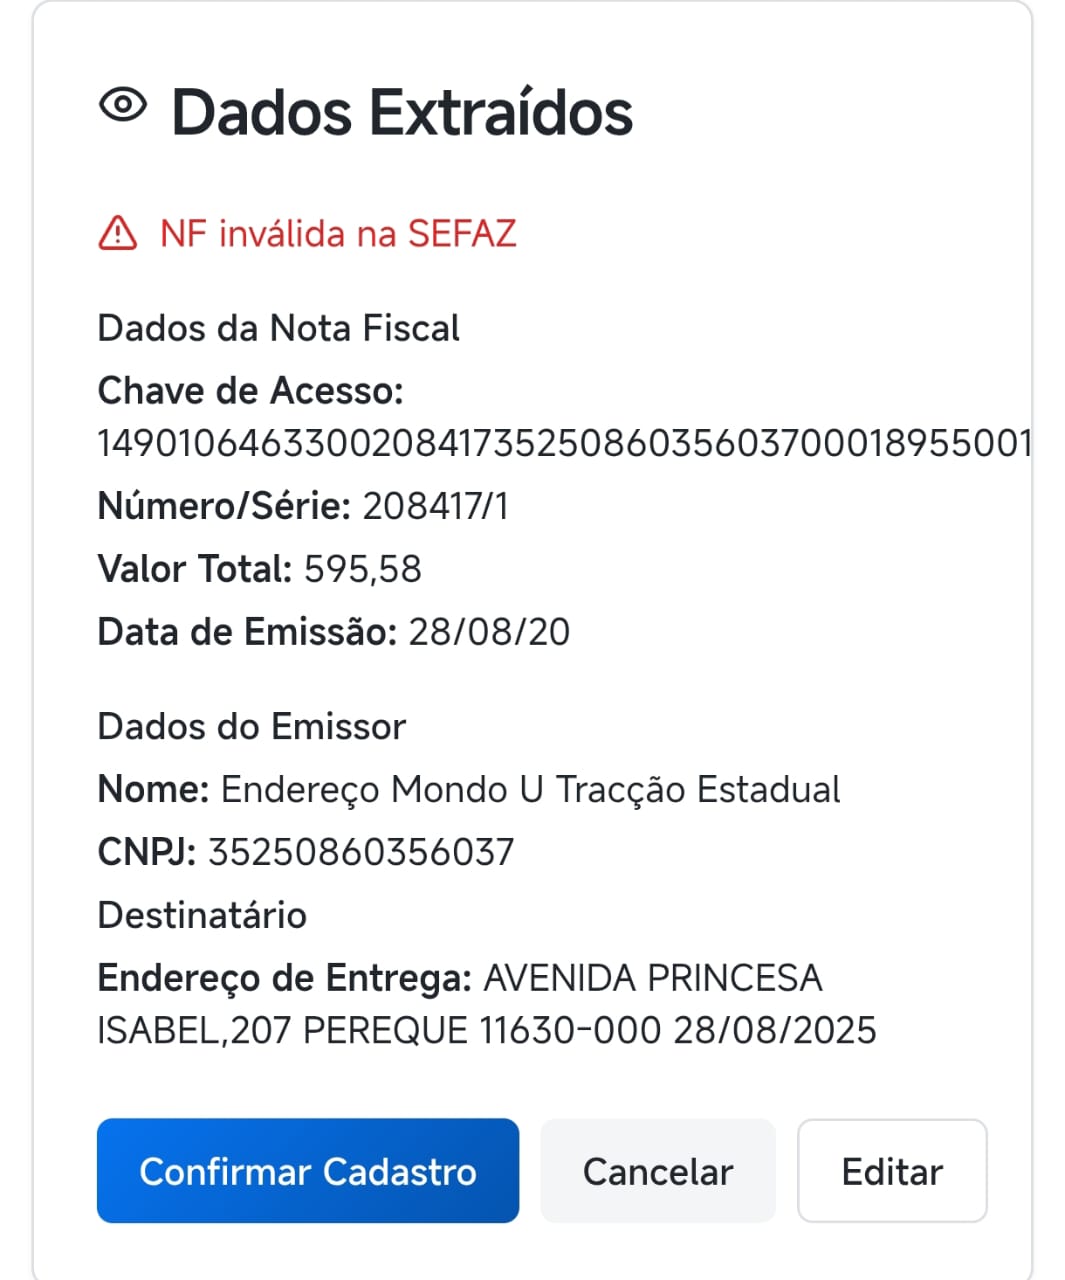 Dados Extraídos
NF inválida na SEFAZ
Dados da Nota Fiscal
Chave de Acesso:
14901064633002084173525086035603700018955001
Número/Série: 208417/1
Valor Total: 595,58
Data de Emissão: 28/08/20
Dados do Emissor
Nome: Endereço Mondo U Tracção Estadual
CNPJ: 35250860356037
Destinatário
Endereço de Entrega: AVENIDA PRINCESA
ISABEL,207 PEREQUE 11630-000 28/08/2025
Confirmar Cadastro
Cancelar
Editar